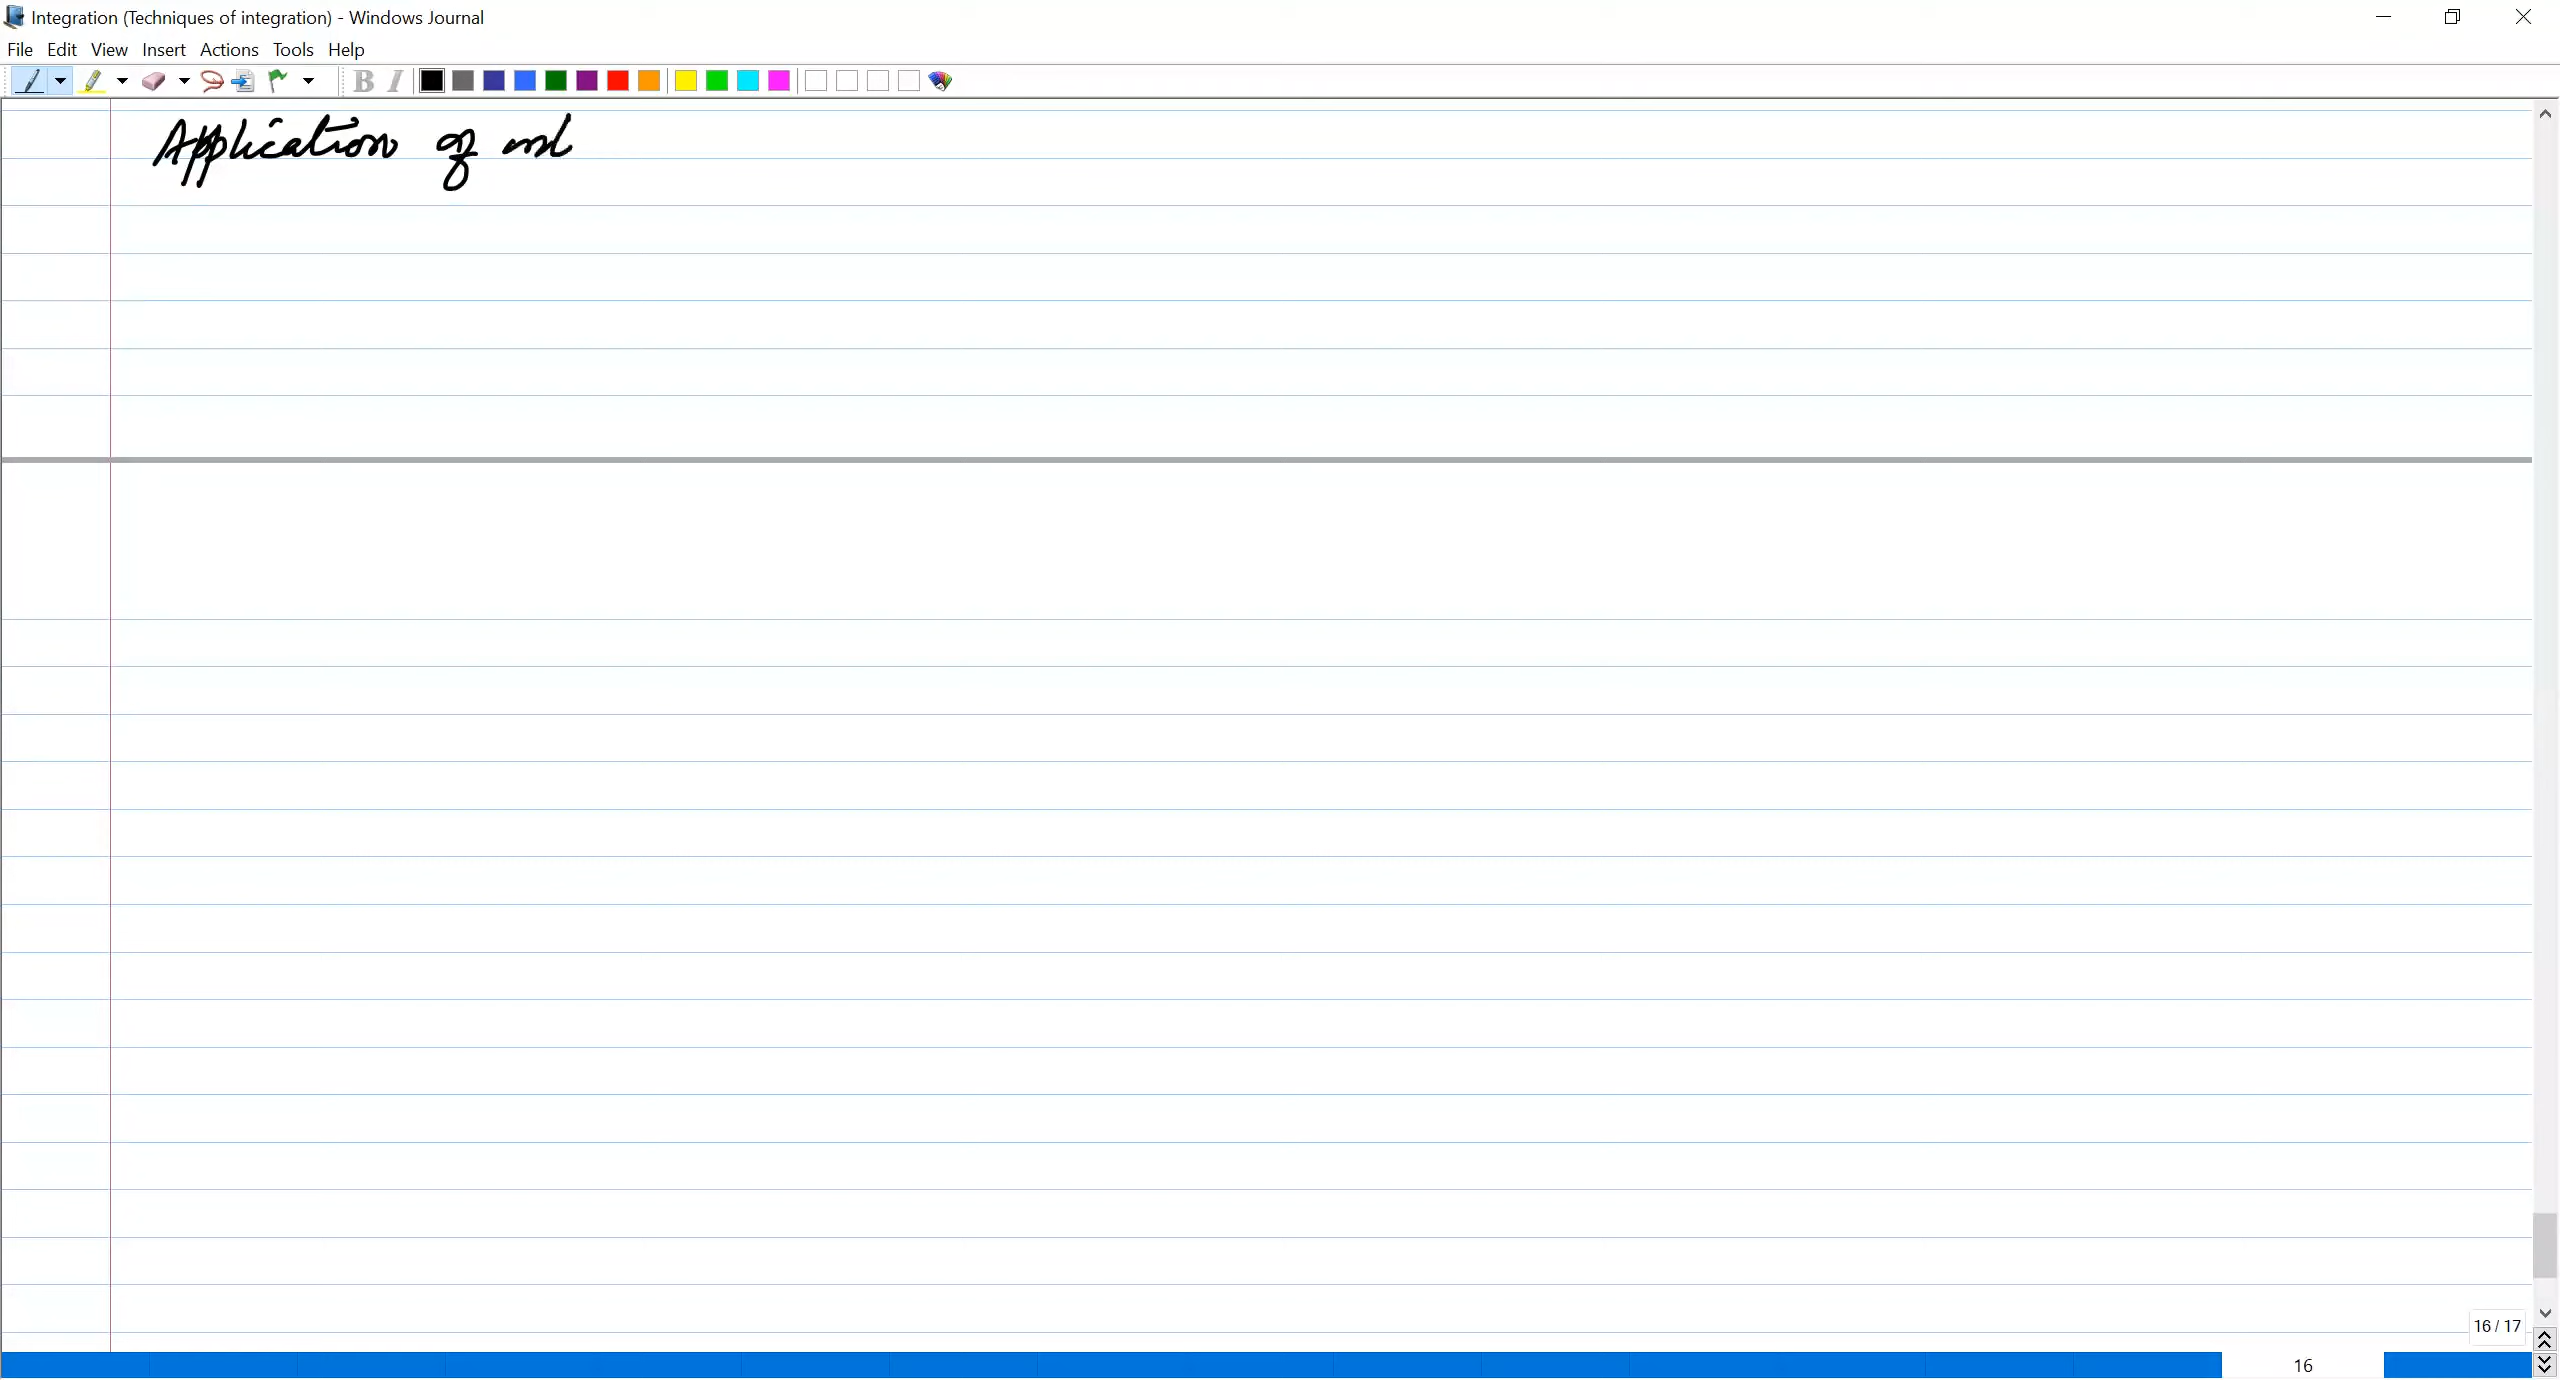 Integration (Techniques of integration) - Windows Journal
File Edit View Insert Actions Tools Help
B I
Application of int
16 / 17
16